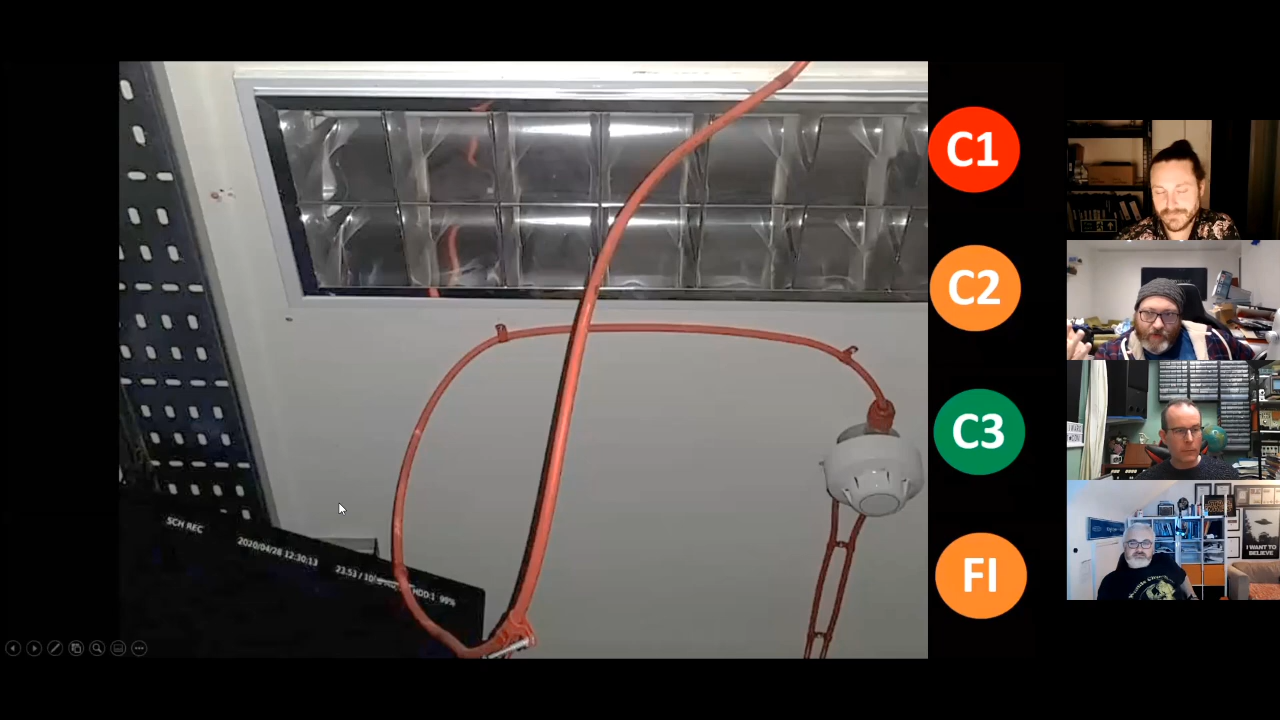 SCH REC
2020/04/28 12:30:13
HDD:1 99%
C1
C2
C3
FI
I WANT TO
BELIEVE